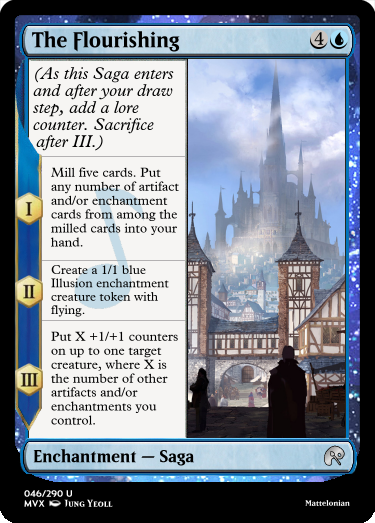 The Flourishing 4
(As this Saga enters
and after your draw
step, add a lore
counter. Sacrifice
after III.)
I
Mill five cards. Put
any number of artifact
and/or enchantment
cards from among the
milled cards into your
hand.
II
Create a 1/1 blue
Illusion enchantment
creature token with
flying.
III
Put X +1/+1 counters
on up to one target
creature, where X is
the number of other
artifacts and/or
enchantments you
control.
Enchantment — Saga
046/290 U
MVX Jung Yeoll
Mattelonian